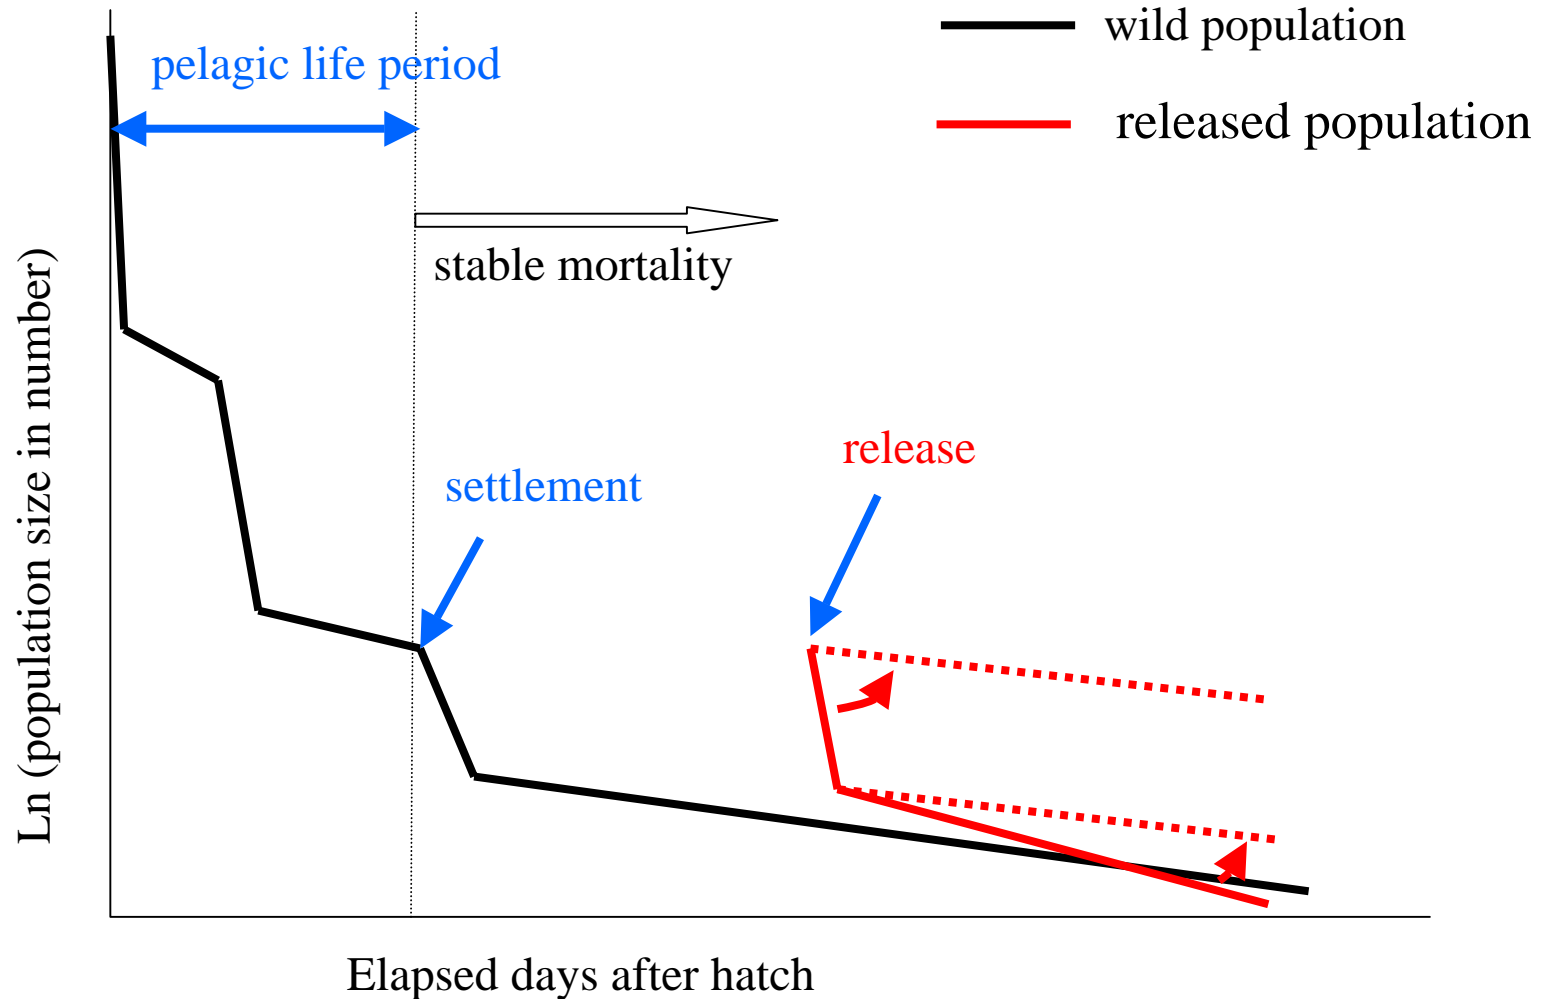 wild population
pelagic life period
released population
stable mortality
release
settlement
Ln (population size in number)
Elapsed days after hatch